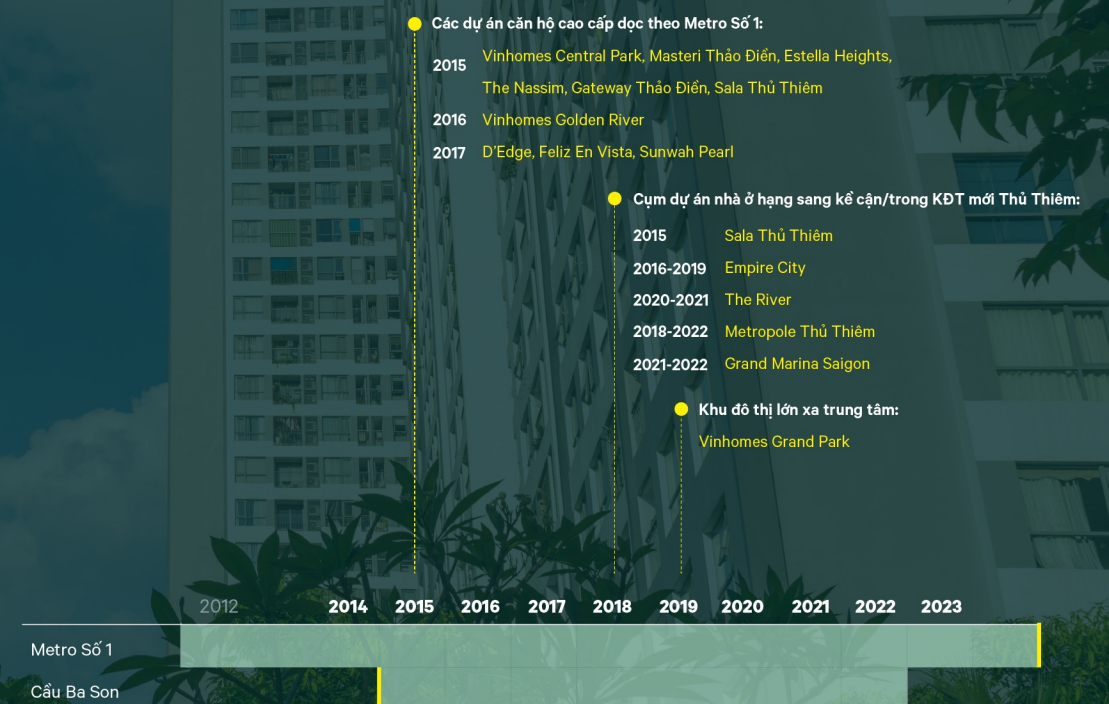 Các dự án căn hộ cao cấp dọc theo Metro Số 1:
2015 Vinhomes Central Park, Masteri Thảo Điền, Estella Heights,
The Nassim, Gateway Thảo Điền, Sala Thủ Thiêm
2016 Vinhomes Golden River
2017 D'Edge, Feliz En Vista, Sunwah Pearl
Cụm dự án nhà ở hạng sang kề cận/trong KĐT mới Thủ Thiêm:
2015 Sala Thủ Thiêm
2016-2019 Empire City
2020-2021 The River
2018-2022 Metropole Thủ Thiêm
2021-2022 Grand Marina Saigon
Khu đô thị lớn xa trung tâm:
Vinhomes Grand Park
2012 2014 2015 2016 2017 2018 2019 2020 2021 2022 2023
Metro Số 1
Cầu Ba Son